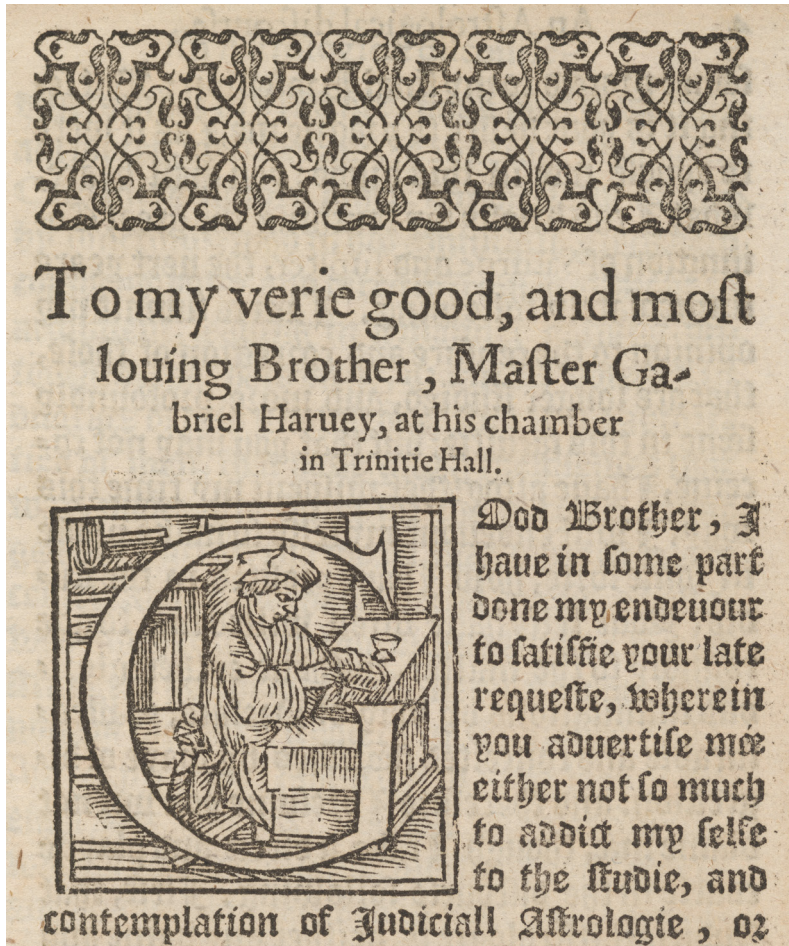 To my verie good, and moſt
louing Brother, Maſter Ga-
briel Haruey, at his chamber
in Trinitie Hall.
GOod Brother, I
haue in ſome part
done my endeuour
to ſatiſfie your late
requeſte, wherein
you aduertiſe mée
either not ſo much
to addict my ſelfe
to the ſtudie, and
contemplation of Iudiciall Aſtrologie, or